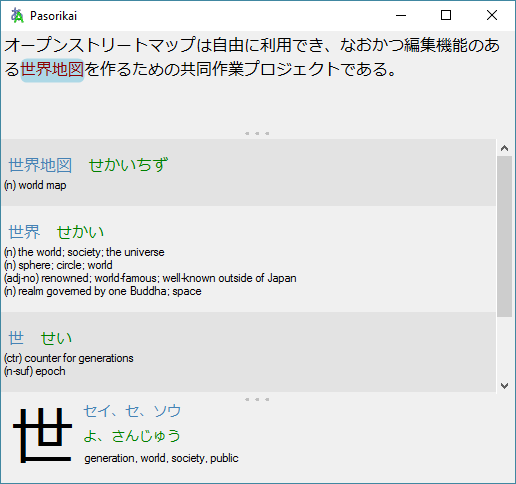 Pasorikai
オープンストリートマップは自由に利用でき、なおかつ編集機能のあ
る世界地図を作るための共同作業プロジェクトである。
世界地図 せかいちず
(n) world map
世界 せかい
(n) the world; society; the universe
(n) sphere; circle; world
(adj-no) renowned; world-famous; well-known outside of Japan
(n) realm governed by one Buddha; space
世 せい
(ctr) counter for generations
(n-suf) epoch
世
セイ、セ、ソウ
よ、さんじゅう
generation, world, society, public